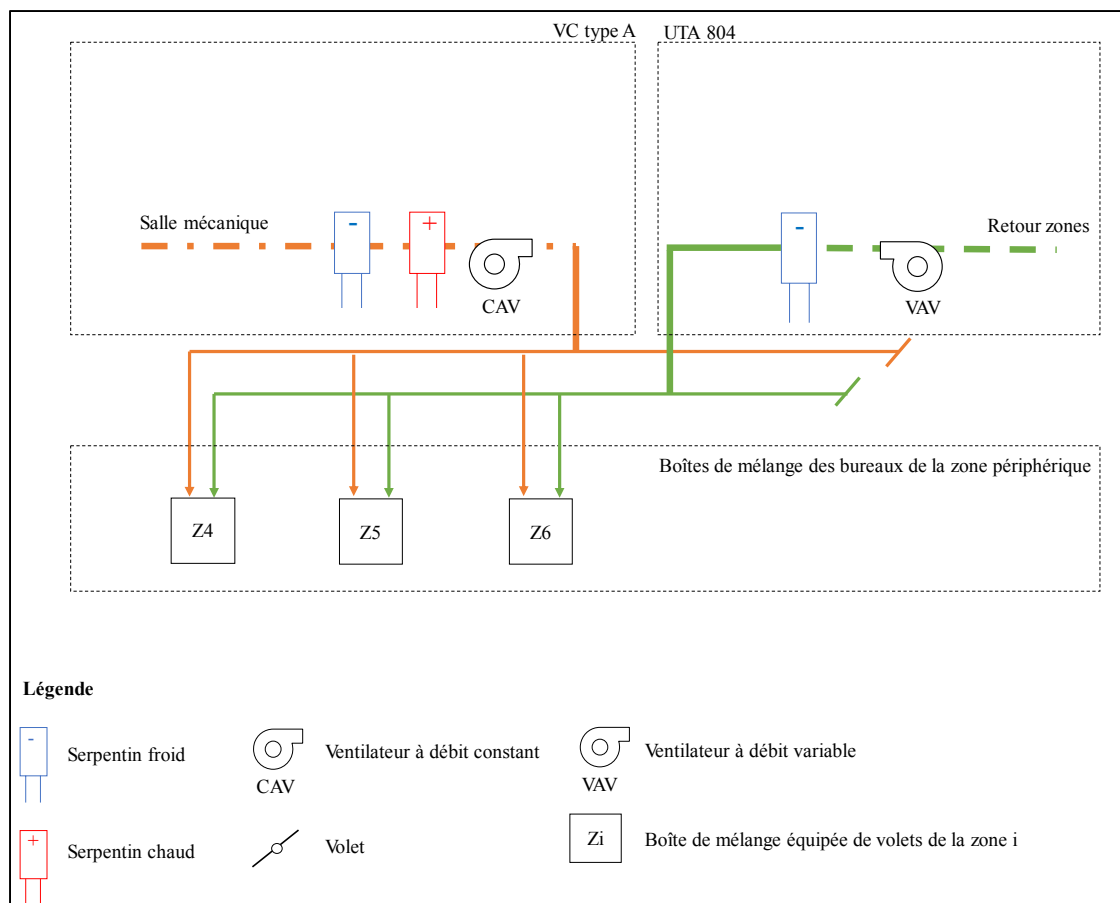 VC type A
UTA 804
Salle mécanique
-
+
CAV
-
VAV
Retour zones
Boîtes de mélange des bureaux de la zone périphérique
Z4
Z5
Z6
Légende
-
Serpentin froid
CAV
Ventilateur à débit constant
VAV
Ventilateur à débit variable
+
Serpentin chaud
Volet
Zi
Boîte de mélange équipée de volets de la zone i